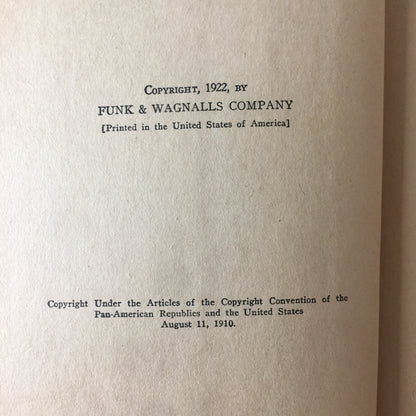 Copyright, 1922, by
FUNK & WAGNALLS COMPANY
[Printed in the United States of America]
Copyright Under the Articles of the Copyright Convention of the
Pan-American Republics and the United States
August 11, 1910.